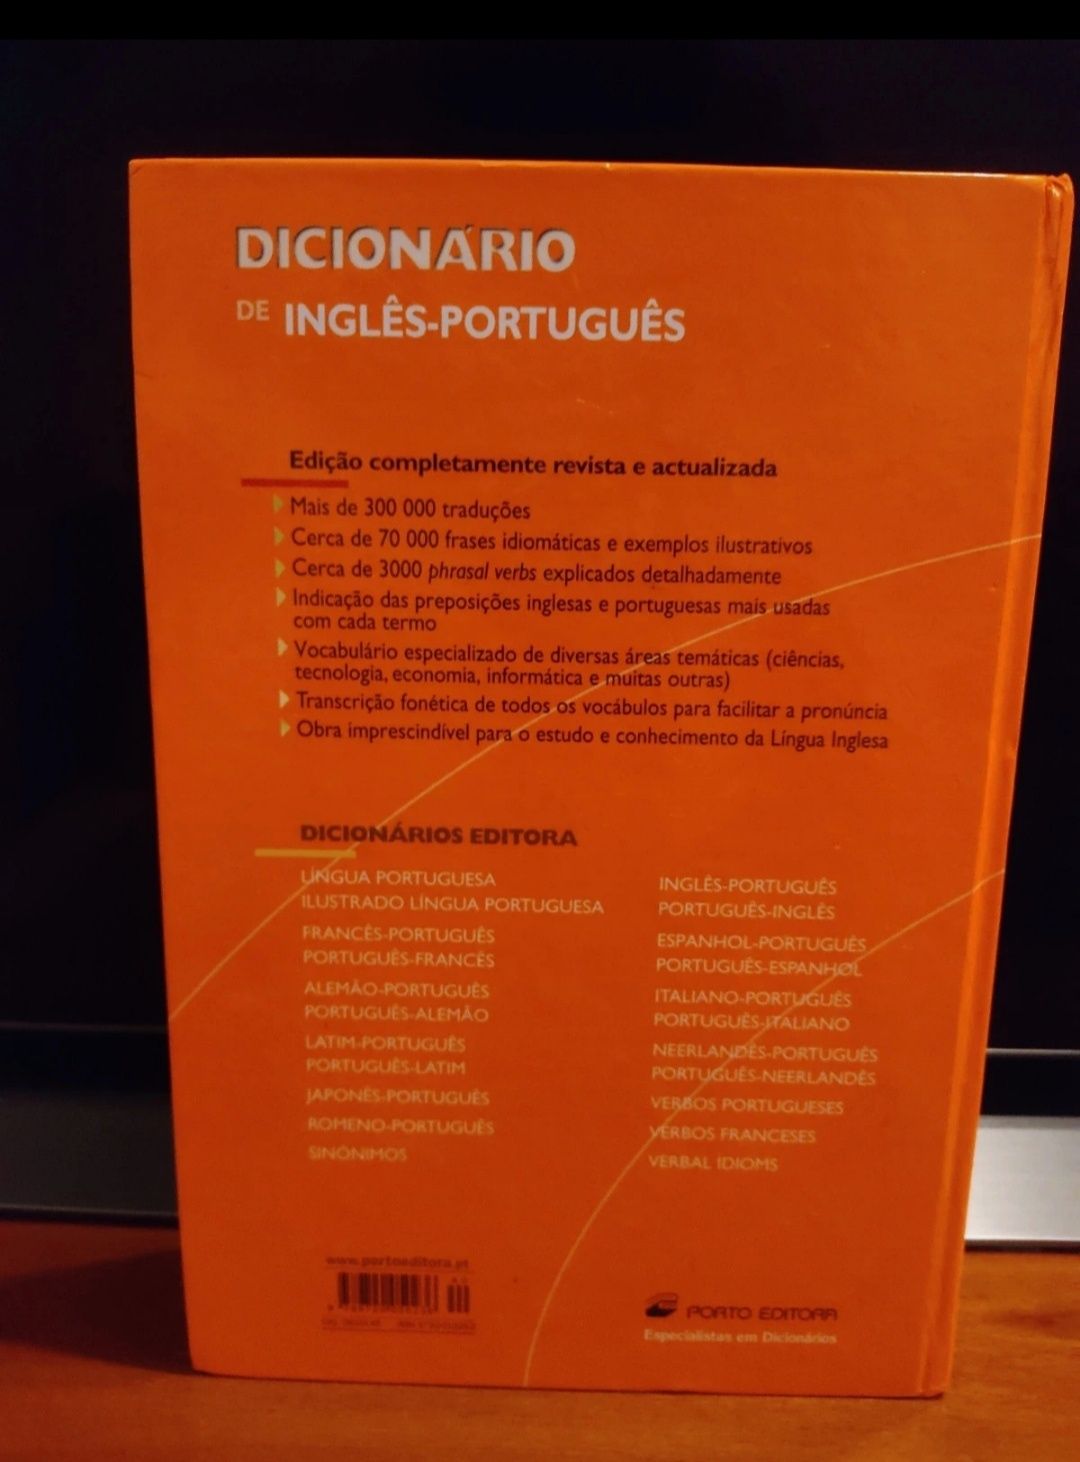 DICIONÁRIO
DE INGLÊS-PORTUGUÊS
Edição completamente revista e actualizada
Mais de 300 000 traduções
Cerca de 70 000 frases idiomáticas e exemplos ilustrativos
Cerca de 3000 phrasal verbs explicados detalhadamente
Indicação das preposições inglesas e portuguesas mais usadas
com cada termo
Vocabulário especializado de diversas áreas temáticas (ciências,
tecnologia, economia, informática e muitas outras)
Transcrição fonética de todos os vocábulos para facilitar a pronúncia
Obra imprescindível para o estudo e conhecimento da Língua Inglesa
DICIONÁRIOS EDITORA
LÍNGUA PORTUGUESA
ILUSTRADO LÍNGUA PORTUGUESA
FRANCÊS-PORTUGUÊS
PORTUGUÊS-FRANCÊS
ALEMÃO-PORTUGUÊS
PORTUGUÊS-ALEMÃO
LATIM-PORTUGUÊS
PORTUGUÊS-LATIM
JAPONÊS-PORTUGUÊS
ROMENO-PORTUGUÊS
SINÓNIMOS
INGLÊS-PORTUGUÊS
PORTUGUÊS-INGLÊS
ESPANHOL-PORTUGUÊS
PORTUGUÊS-ESPANHOL
ITALIANO-PORTUGUÊS
PORTUGUÊS-ITALIANO
NEERLANDÊS-PORTUGUÊS
PORTUGUÊS-NEERLANDÊS
VERBOS PORTUGUESES
VERBOS FRANCESES
VERBAL IDIOMS
www.portoeditora.pt
PORTO EDITORA
Especialistas em Dicionários